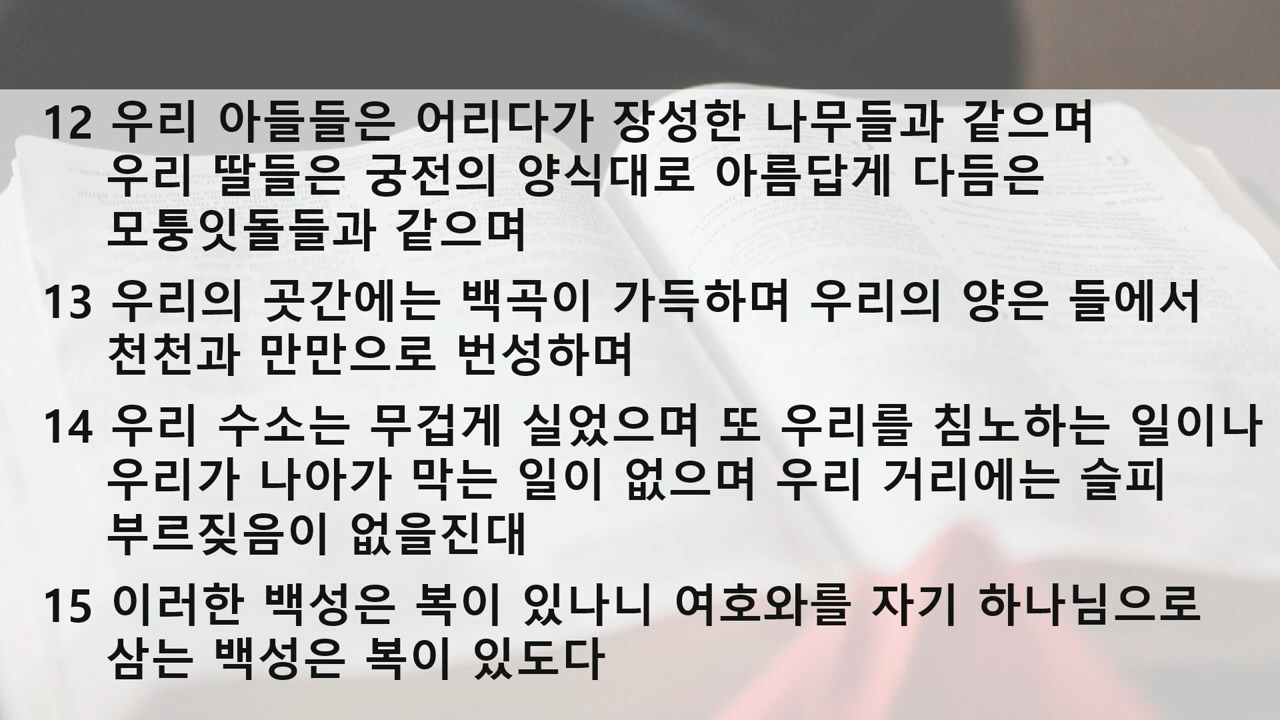 12 우리 아들들은 어리다가 장성한 나무들과 같으며
우리 딸들은 궁전의 양식대로 아름답게 다듬은
모퉁잇돌들과 같으며
13 우리의 곳간에는 백곡이 가득하며 우리의 양은 들에서
천천과 만만으로 번성하며
14 우리 수소는 무겁게 실었으며 또 우리를 침노하는 일이나
우리가 나아가 막는 일이 없으며 우리 거리에는 슬피
부르짖음이 없을진대
15 이러한 백성은 복이 있나니 여호와를 자기 하나님으로
삼는 백성은 복이 있도다